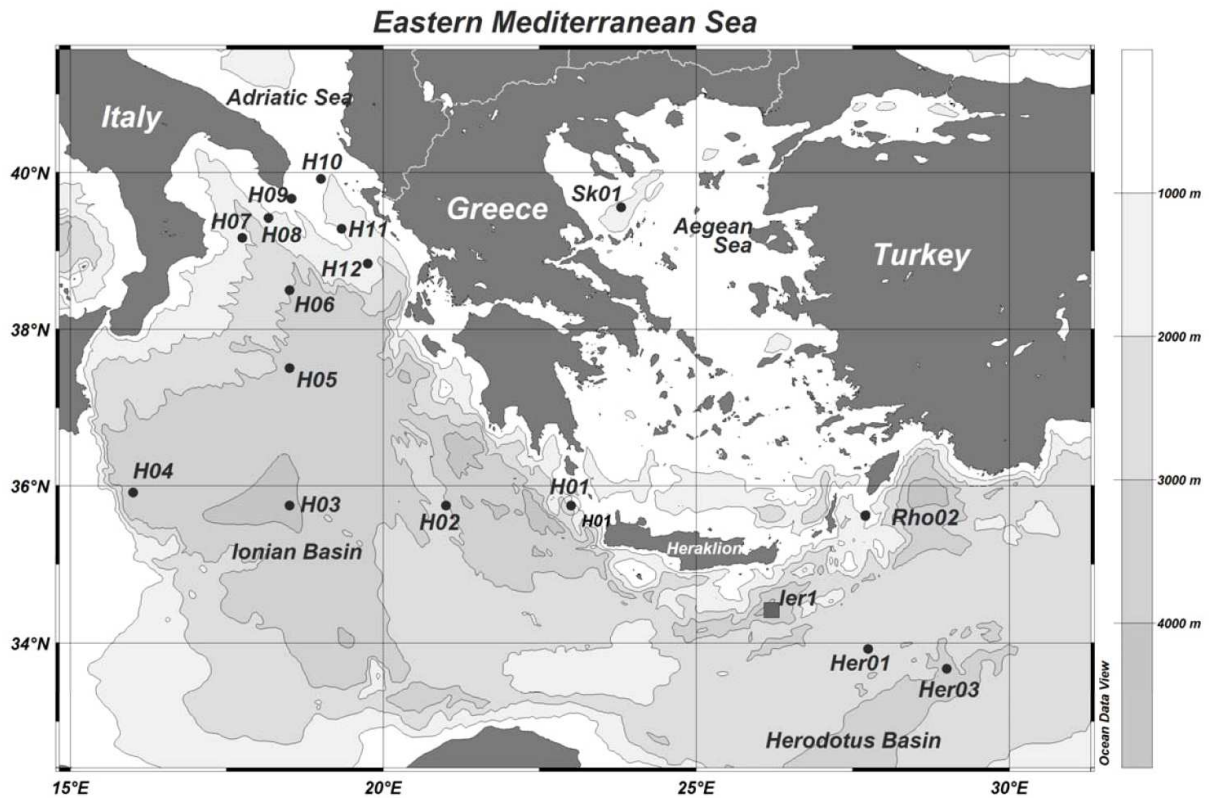 Eastern Mediterranean Sea
Adriatic Sea
Italy
H10
40°N
H09
Sk01
1000 m
H07
H08
H11
Greece
Aegean
Sea
Turkey
H12
H06
38°N
2000 m
H05
H04
36°N
H01
3000 m
H03
H02
H01
Rho02
Ionian Basin
Heraklion
Ier1
4000 m
34°N
Her01
Her03
Herodotus Basin
Ocean Data View
15°E
20°E
25°E
30°E